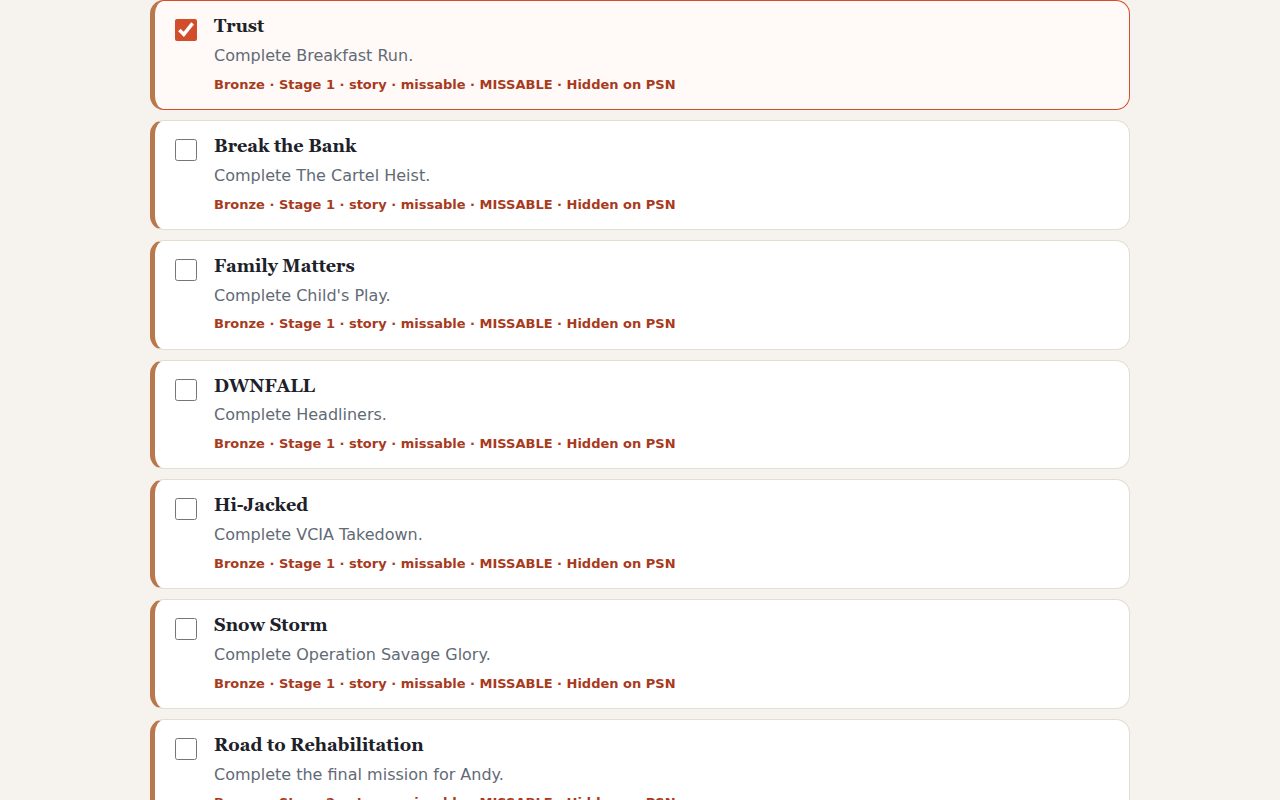 Trust
Complete Breakfast Run.
Bronze · Stage 1 · story · missable · MISSABLE · Hidden on PSN
Break the Bank
Complete The Cartel Heist.
Bronze · Stage 1 · story · missable · MISSABLE · Hidden on PSN
Family Matters
Complete Child's Play.
Bronze · Stage 1 · story · missable · MISSABLE · Hidden on PSN
DWNFALL
Complete Headliners.
Bronze · Stage 1 · story · missable · MISSABLE · Hidden on PSN
Hi-Jacked
Complete VCIA Takedown.
Bronze · Stage 1 · story · missable · MISSABLE · Hidden on PSN
Snow Storm
Complete Operation Savage Glory.
Bronze · Stage 1 · story · missable · MISSABLE · Hidden on PSN
Road to Rehabilitation
Complete the final mission for Andy.